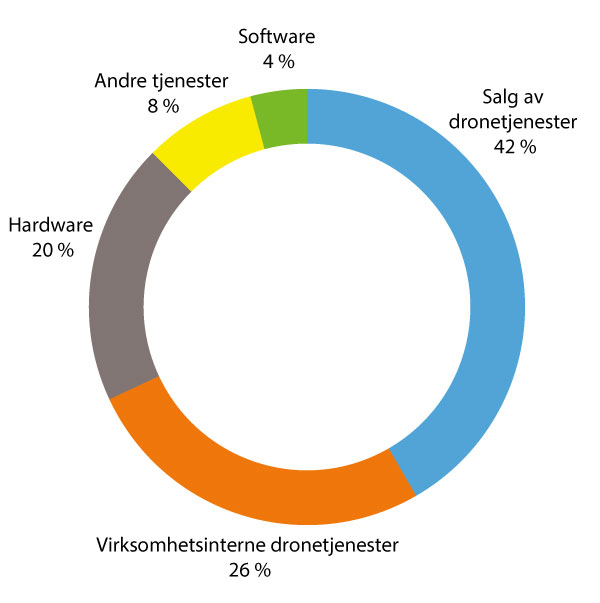 Software
4 %
Andre tjenester
8 %
Salg av
dronetjenester
42 %
Hardware
20 %
Virksomhetsinterne dronetjenester
26 %